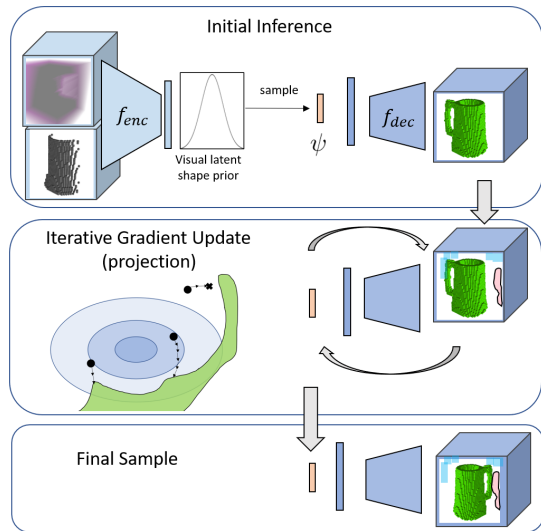 Initial Inference
f_enc
sample
f_dec
ψ
Visual latent
shape prior
Iterative Gradient Update
(projection)
Final Sample